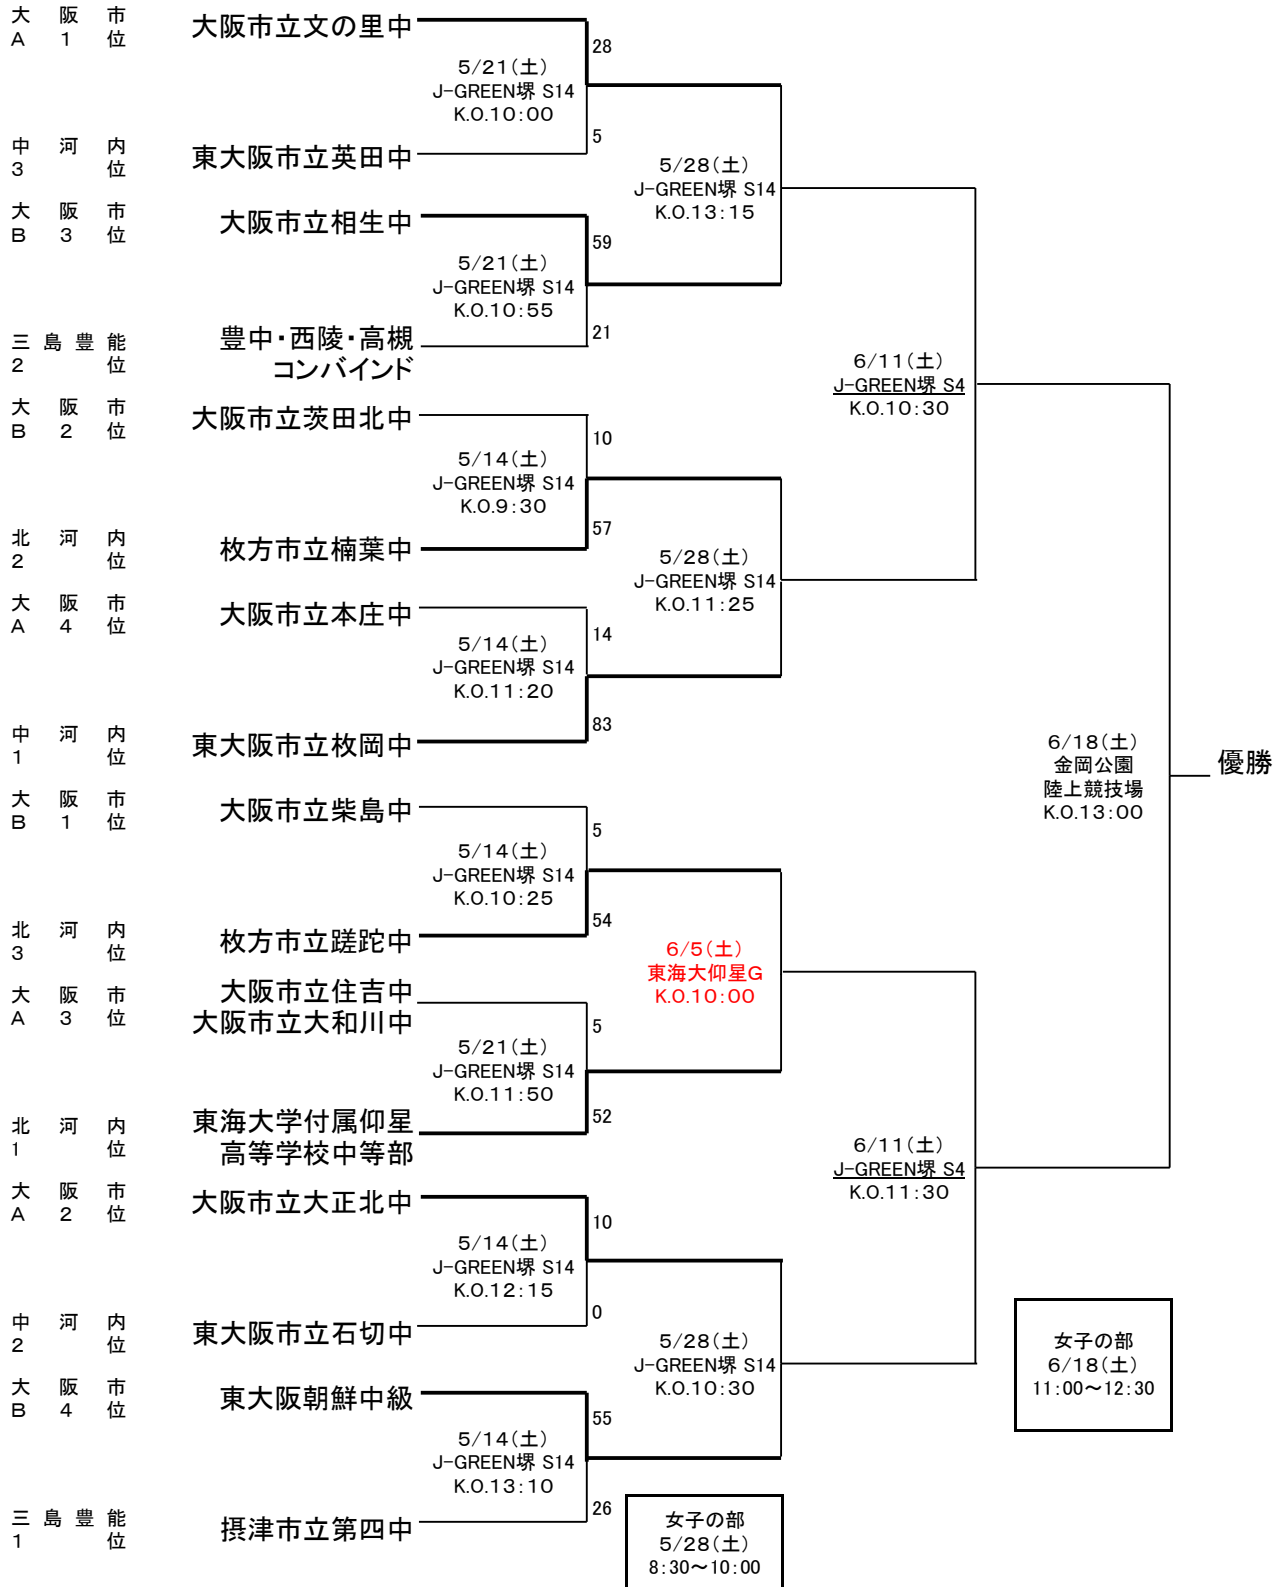 大阪市
A1位
大阪市立文の里中
28
5/21(土)
J-GREEN堺 S14
K.O.10:00
5
中河内
3位
東大阪市立英田中
5/28(土)
J-GREEN堺 S14
K.O.13:15
大阪市
B3位
大阪市立相生中
59
5/21(土)
J-GREEN堺 S14
K.O.10:55
21
三島豊能
2位
豊中・西陵・高槻
コンバインド
6/11(土)
J-GREEN堺 S4
K.O.10:30
大阪市
B2位
大阪市立茨田北中
10
5/14(土)
J-GREEN堺 S14
K.O.9:30
57
北河内
2位
枚方市立楠葉中
5/28(土)
J-GREEN堺 S14
K.O.11:25
大阪市
A4位
大阪市立本庄中
14
5/14(土)
J-GREEN堺 S14
K.O.11:20
83
中河内
1位
東大阪市立枚岡中
6/18(土)
金岡公園
陸上競技場
K.O.13:00
優勝
大阪市
B1位
大阪市立柴島中
5
5/14(土)
J-GREEN堺 S14
K.O.10:25
54
北河内
3位
枚方市立蹉跎中
6/5(土)
東海大仰星G
K.O.10:00
大阪市
A3位
大阪市立住吉中
大阪市立大和川中
5
5/21(土)
J-GREEN堺 S14
K.O.11:50
52
北河内
1位
東海大学付属仰星
高等学校中等部
6/11(土)
J-GREEN堺 S4
K.O.11:30
大阪市
A2位
大阪市立大正北中
10
5/14(土)
J-GREEN堺 S14
K.O.12:15
0
中河内
2位
東大阪市立石切中
5/28(土)
J-GREEN堺 S14
K.O.10:30
女子の部
6/18(土)
11:00～12:30
大阪市
B4位
東大阪朝鮮中級
55
5/14(土)
J-GREEN堺 S14
K.O.13:10
26
三島豊能
1位
摂津市立第四中
女子の部
5/28(土)
8:30～10:00